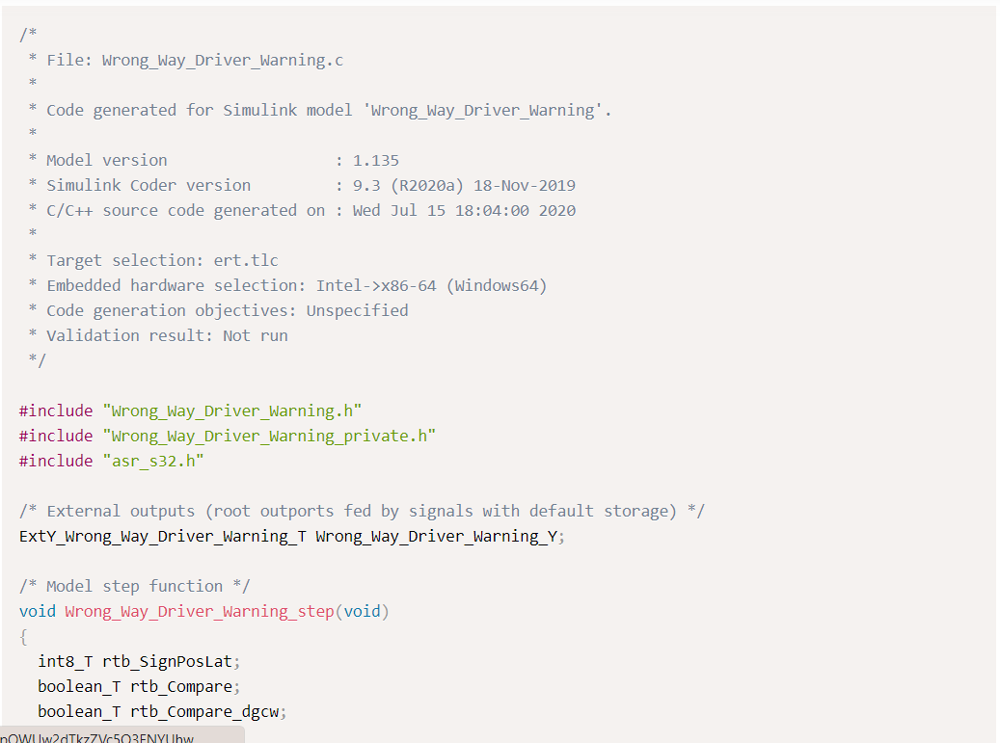 /*
 * File: Wrong_Way_Driver_Warning.c
 *
 * Code generated for Simulink model 'Wrong_Way_Driver_Warning'.
 *
 * Model version                  : 1.135
 * Simulink Coder version         : 9.3 (R2020a) 18-Nov-2019
 * C/C++ source code generated on : Wed Jul 15 18:04:00 2020
 *
 * Target selection: ert.tlc
 * Embedded hardware selection: Intel->x86-64 (Windows64)
 * Code generation objectives: Unspecified
 * Validation result: Not run
 */

#include "Wrong_Way_Driver_Warning.h"
#include "Wrong_Way_Driver_Warning_private.h"
#include "asr_s32.h"

/* External outputs (root outports fed by signals with default storage) */
ExtY_Wrong_Way_Driver_Warning_T Wrong_Way_Driver_Warning_Y;

/* Model step function */
void Wrong_Way_Driver_Warning_step(void)
{
  int8_T rtb_SignPosLat;
  boolean_T rtb_Compare;
  boolean_T rtb_Compare_dgcw;